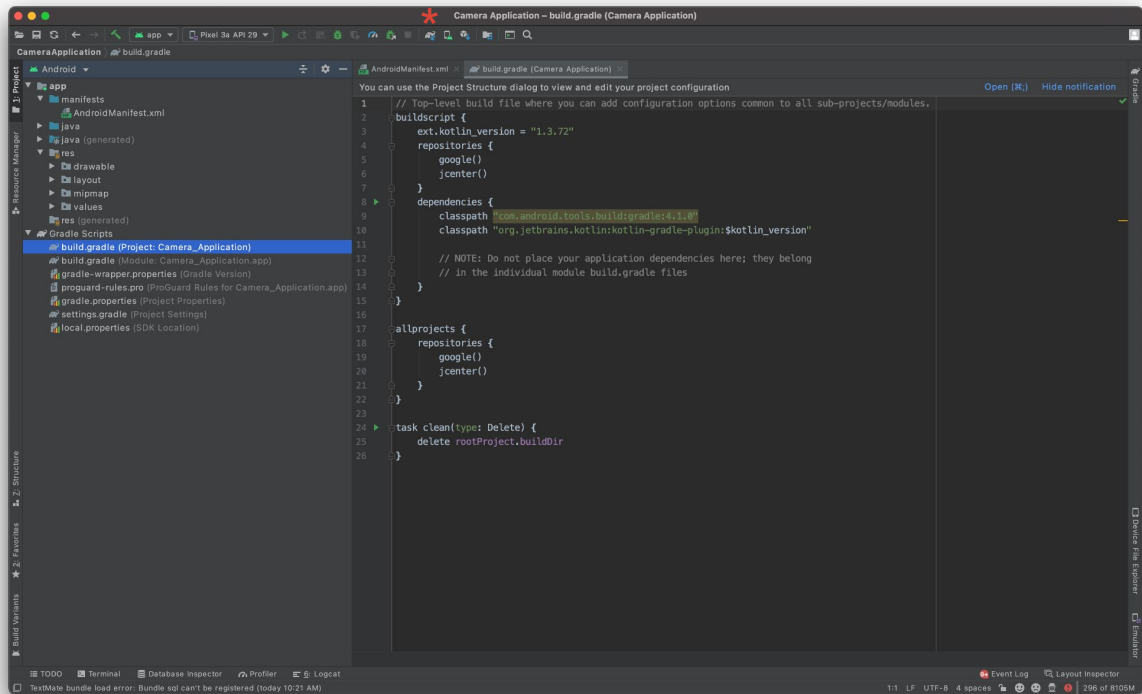 Camera Application – build.gradle (Camera Application)
app
Pixel 3a API 29
CameraApplication
build.gradle
1: Project
Resource Manager
Z: Structure
2: Favorites
Build Variants
Android
app
manifests
AndroidManifest.xml
java
java (generated)
res
drawable
layout
mipmap
values
res (generated)
Gradle Scripts
build.gradle (Project: Camera_Application)
build.gradle (Module: Camera_Application.app)
gradle-wrapper.properties (Gradle Version)
proguard-rules.pro (ProGuard Rules for Camera_Application.app)
gradle.properties (Project Properties)
settings.gradle (Project Settings)
local.properties (SDK Location)
AndroidManifest.xml
build.gradle (Camera Application)
You can use the Project Structure dialog to view and edit your project configuration
Open (⌘;)
Hide notification
1 // Top-level build file where you can add configuration options common to all sub-projects/modules.
2 buildscript {
3 ext.kotlin_version = "1.3.72"
4 repositories {
5 google()
6 jcenter()
7 }
8 dependencies {
9 classpath "com.android.tools.build:gradle:4.1.0"
10 classpath "org.jetbrains.kotlin:kotlin-gradle-plugin:$kotlin_version"
11
12 // NOTE: Do not place your application dependencies here; they belong
13 // in the individual module build.gradle files
14 }
15 }
16
17 allprojects {
18 repositories {
19 google()
20 jcenter()
21 }
22 }
23
24 task clean(type: Delete) {
25 delete rootProject.buildDir
26 }
Gradle
Device File Explorer
Emulator
TODO
Terminal
Database Inspector
Profiler
6: Logcat
Event Log
Layout Inspector
TextMate bundle load error: Bundle sql can't be registered (today 10:21 AM)
1:1 LF UTF-8 4 spaces
296 of 8105M